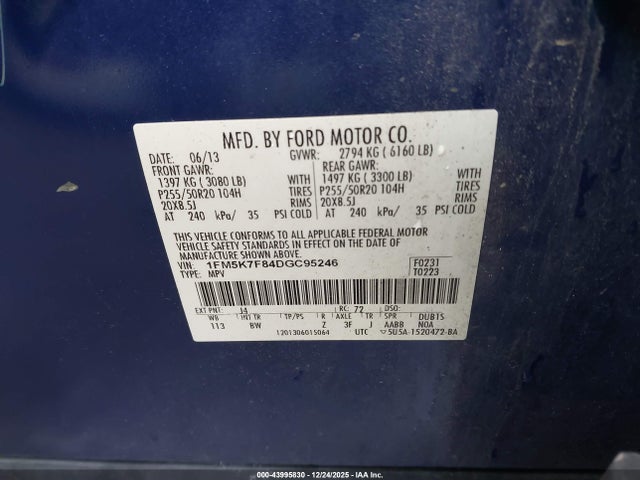 MFD. BY FORD MOTOR CO.
DATE: 06/13 GVWR: 2794 KG ( 6160 LB)
FRONT GAWR: REAR GAWR:
1397 KG ( 3080 LB) WITH 1497 KG ( 3300 LB) WITH
P255/50R20 104H TIRES P255/50R20 104H TIRES
20X8.5J RIMS 20X8.5J RIMS
AT 240 kPa/ 35 PSI COLD AT 240 kPa/ 35 PSI COLD
THIS VEHICLE CONFORMS TO ALL APPLICABLE FEDERAL MOTOR
VEHICLE SAFETY STANDARDS IN EFFECT ON THE DATE OF
MANUFACTURE SHOWN ABOVE.
VIN: 1FM5K7F84DGC95246 F0231
TYPE: MPV T0223
EXT PNT: J4 RC: 72 DSO:
WB INT TR TP/PS R AXLE TR SPR DUBTS
113 BW Z 3F J AABB N0A
1201306015064 UTC 5U5A-1520472-BA
000-43995830 - 12/24/2025 - IAA Inc.